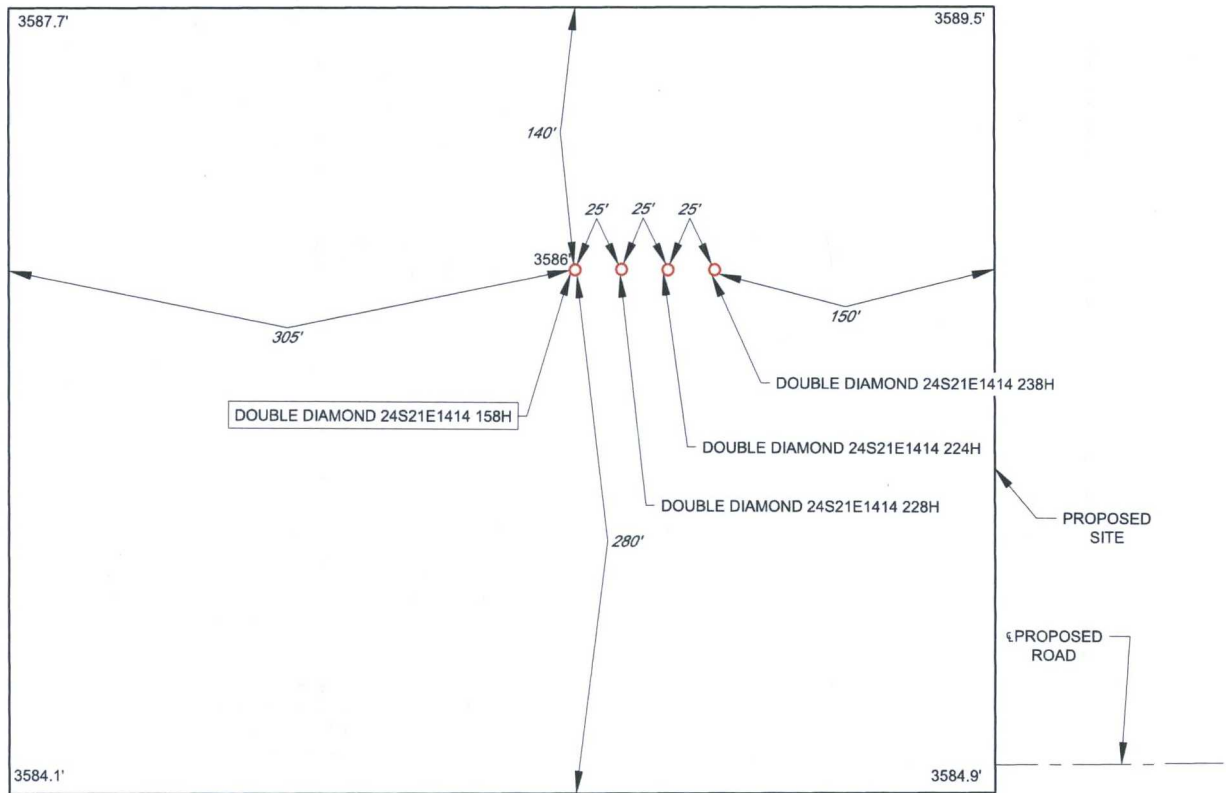 3587.7'
3589.5'
140'
25'
25'
25'
3586'
305'
150'
DOUBLE DIAMOND 24S21E1414 238H
DOUBLE DIAMOND 24S21E1414 158H
DOUBLE DIAMOND 24S21E1414 224H
DOUBLE DIAMOND 24S21E1414 228H
PROPOSED
SITE
280'
℄ PROPOSED
ROAD
3584.1'
3584.9'